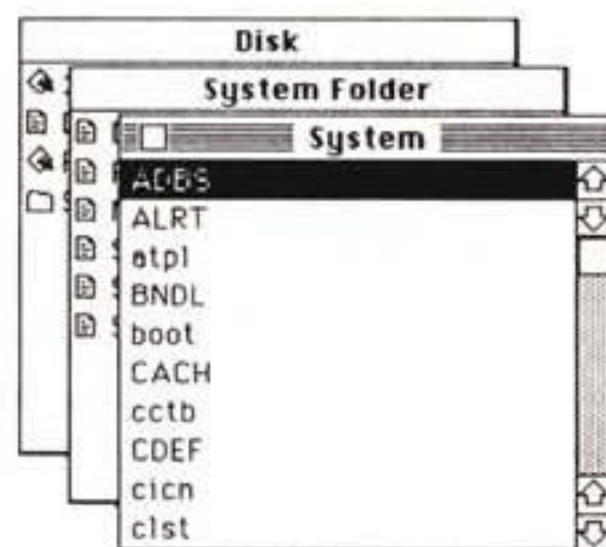 Disk
System Folder
System
ADBS
ALRT
atpl
BNDL
boot
CACH
cctb
CDEF
cicn
clst